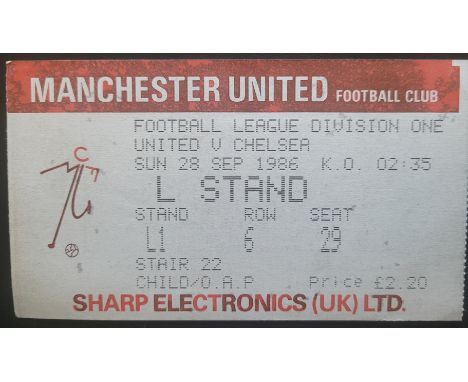 MANCHESTER UNITED FOOTBALL CLUB
FOOTBALL LEAGUE DIVISION ONE
UNITED V CHELSEA
SUN 28 SEP 1986 K.O. 02:35
L STAND
STAND ROW SEAT
L1 6 29
STAIR 22
CHILD/O.A.P Price £2.20
SHARP ELECTRONICS (UK) LTD.